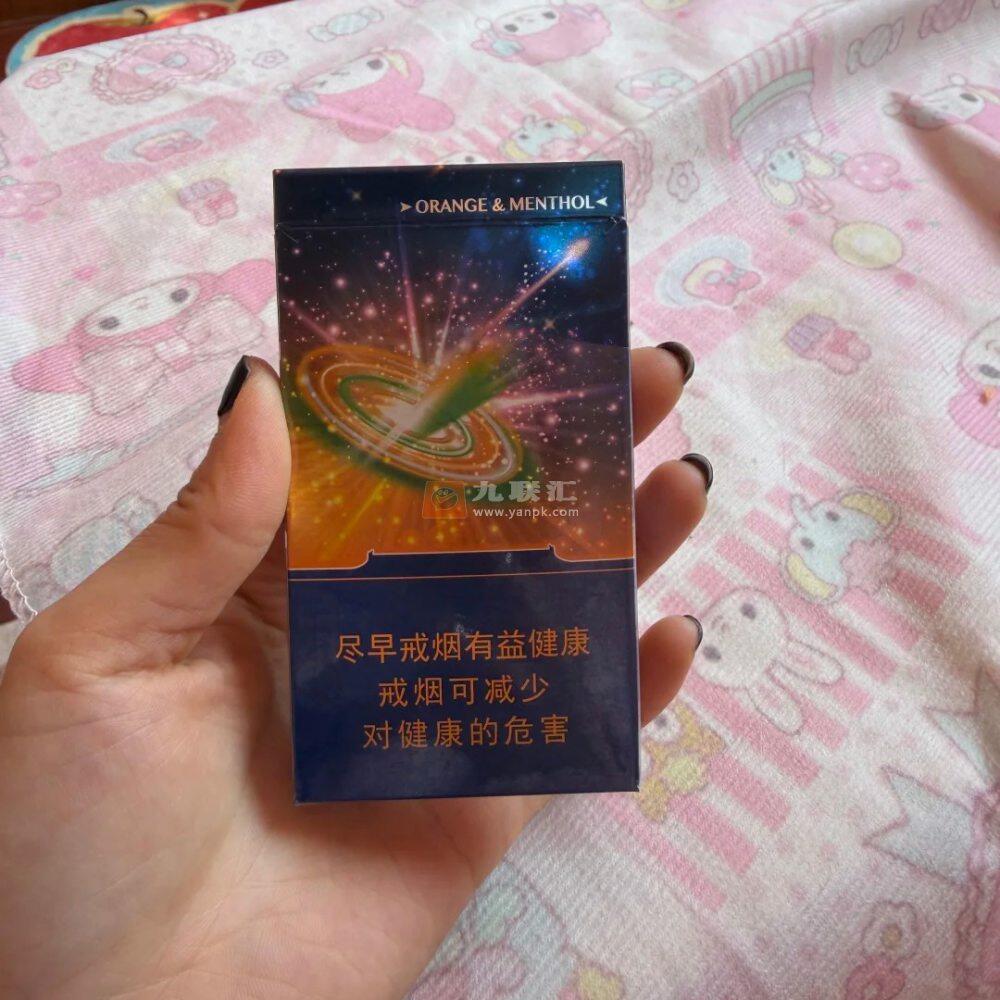 ➤ORANGE & MENTHOL◄
九联汇
www.yanpk.com
尽早戒烟有益健康
戒烟可减少
对健康的危害